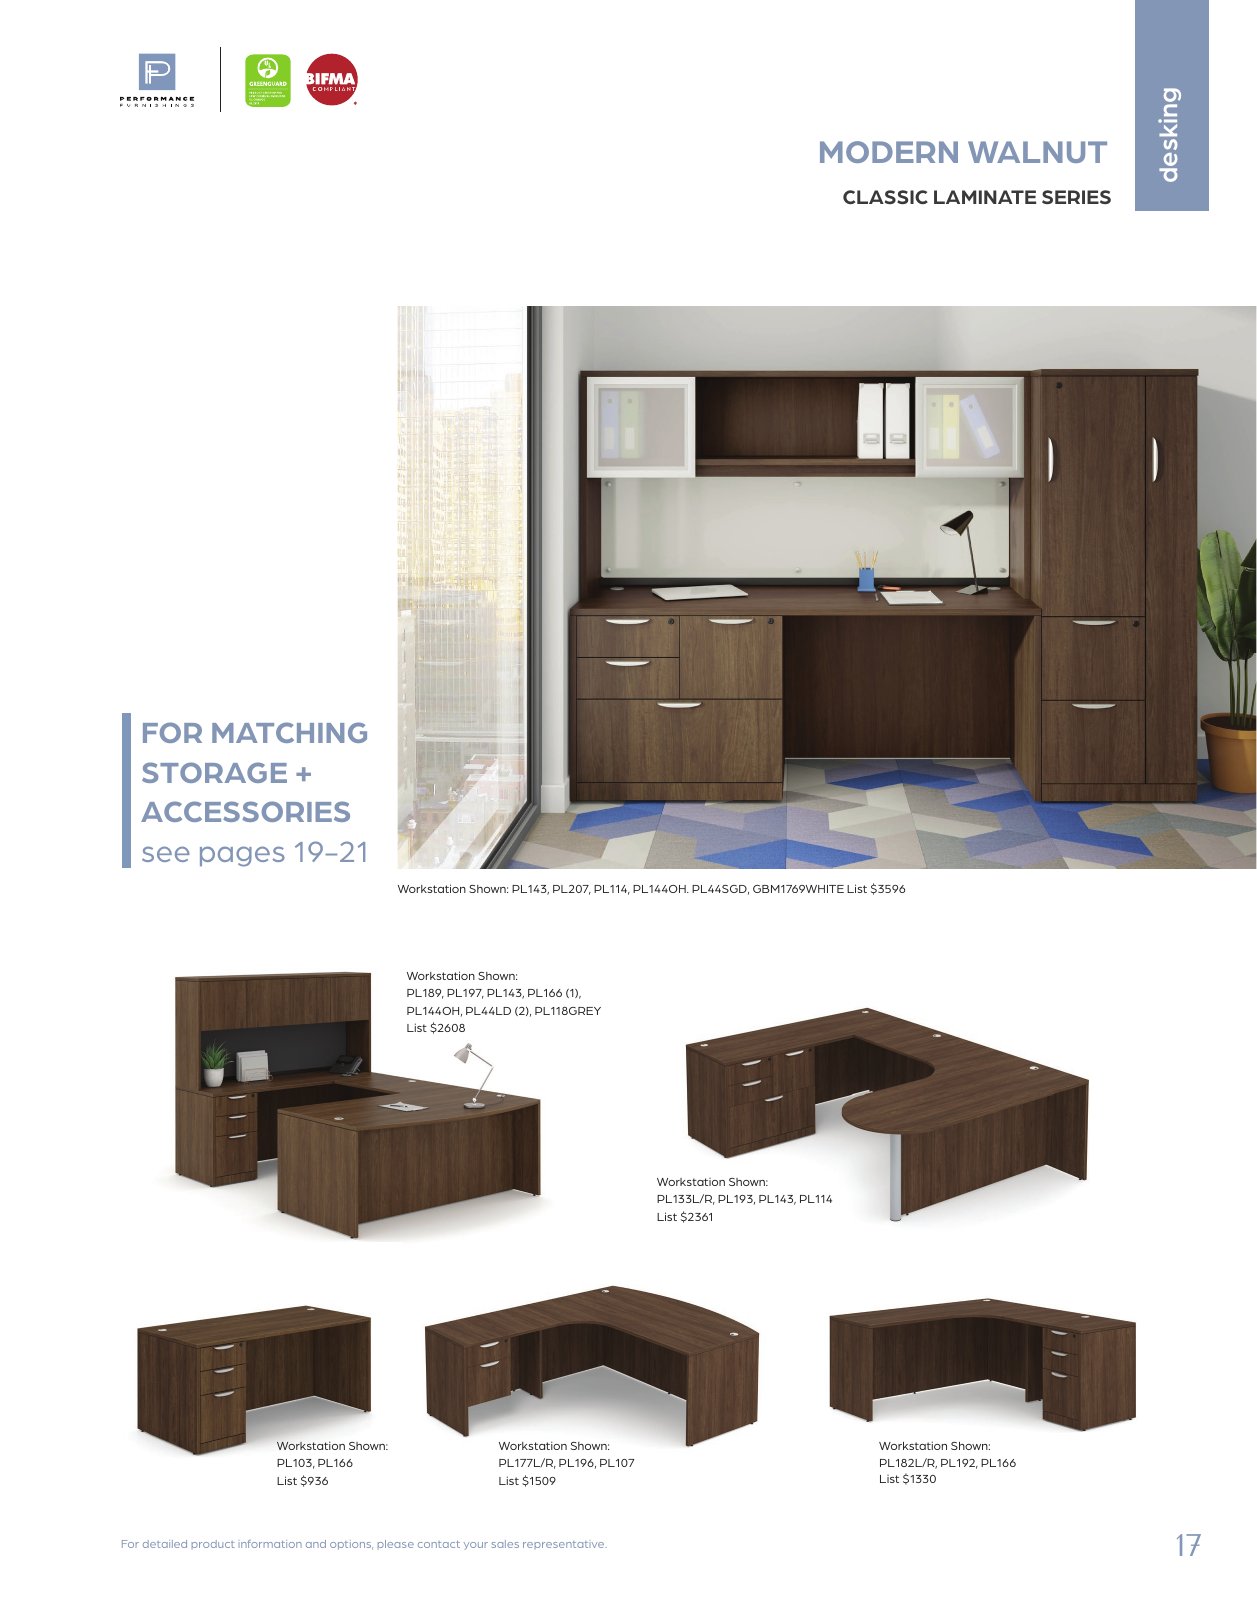 PERFORMANCE
FURNISHINGS
GREENGUARD
BIFMA
COMPLIANT
desking
MODERN WALNUT
CLASSIC LAMINATE SERIES
FOR MATCHING
STORAGE +
ACCESSORIES
see pages 19-21
Workstation Shown: PL143, PL207, PL114, PL144OH. PL44SGD, GBM1769WHITE List $3596
Workstation Shown:
PL189, PL197, PL143, PL166 (1),
PL144OH, PL44LD (2), PL118GREY
List $2608
Workstation Shown:
PL133L/R, PL193, PL143, PL114
List $2361
Workstation Shown:
PL103, PL166
List $936
Workstation Shown:
PL177L/R, PL196, PL107
List $1509
Workstation Shown:
PL182L/R, PL192, PL166
List $1330
For detailed product information and options, please contact your sales representative.
17